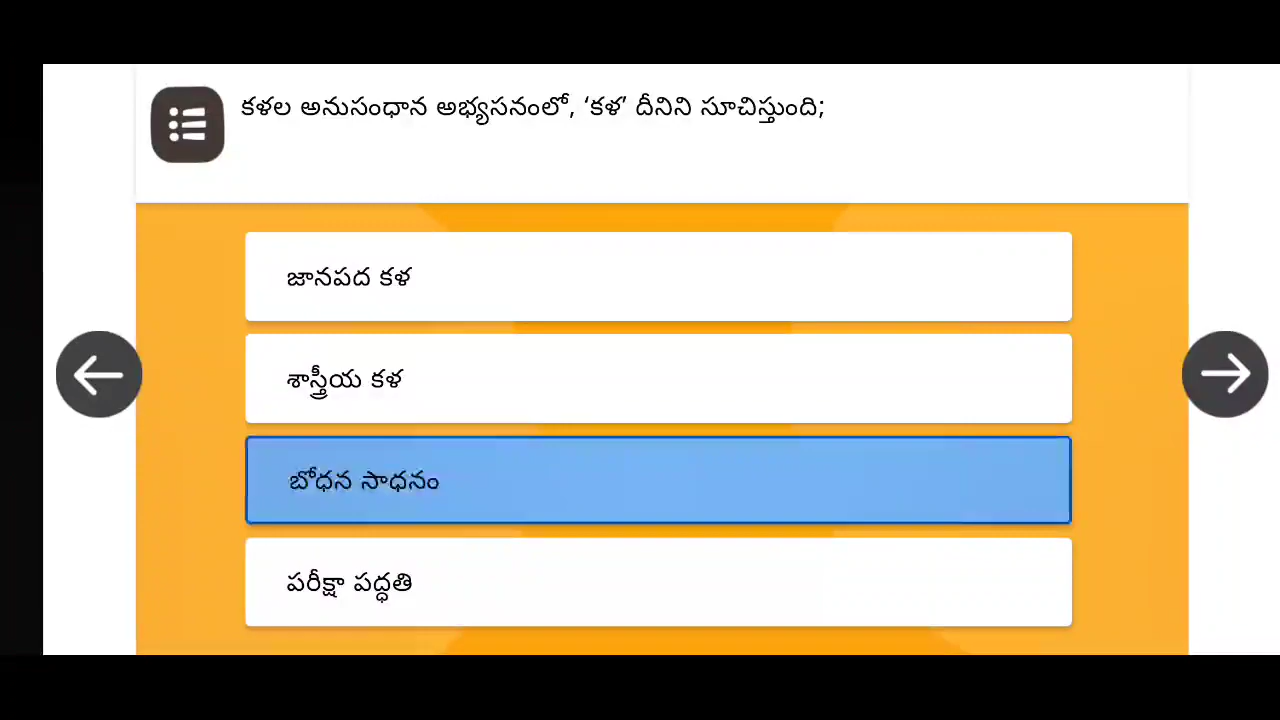 కళల అనుసంధాన అభ్యసనంలో, ‘కళ’ దీనిని సూచిస్తుంది;
జానపద కళ
శాస్త్రీయ కళ
బోధన సాధనం
పరీక్షా పద్ధతి